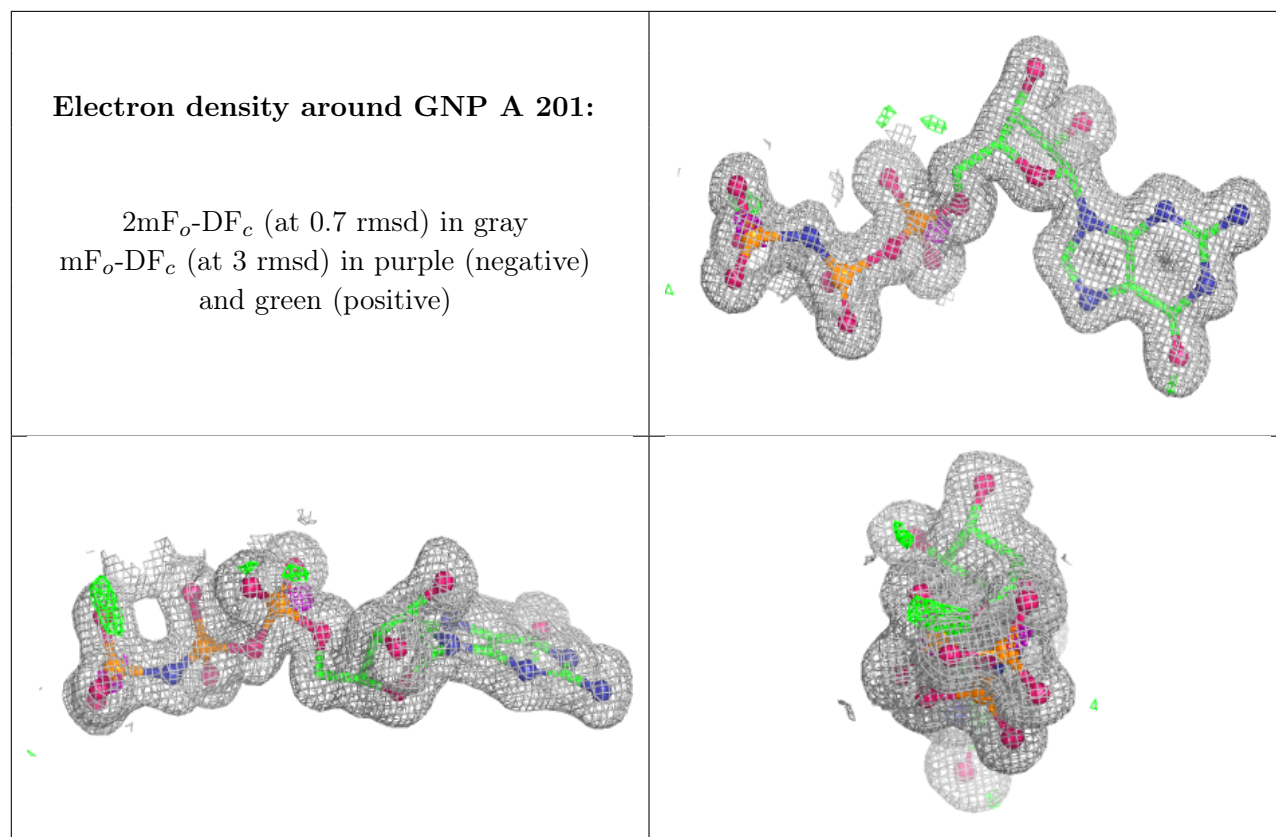 Electron density around GNP A 201:
2mFₒ-DF𝒸 (at 0.7 rmsd) in gray
mFₒ-DF𝒸 (at 3 rmsd) in purple (negative)
and green (positive)